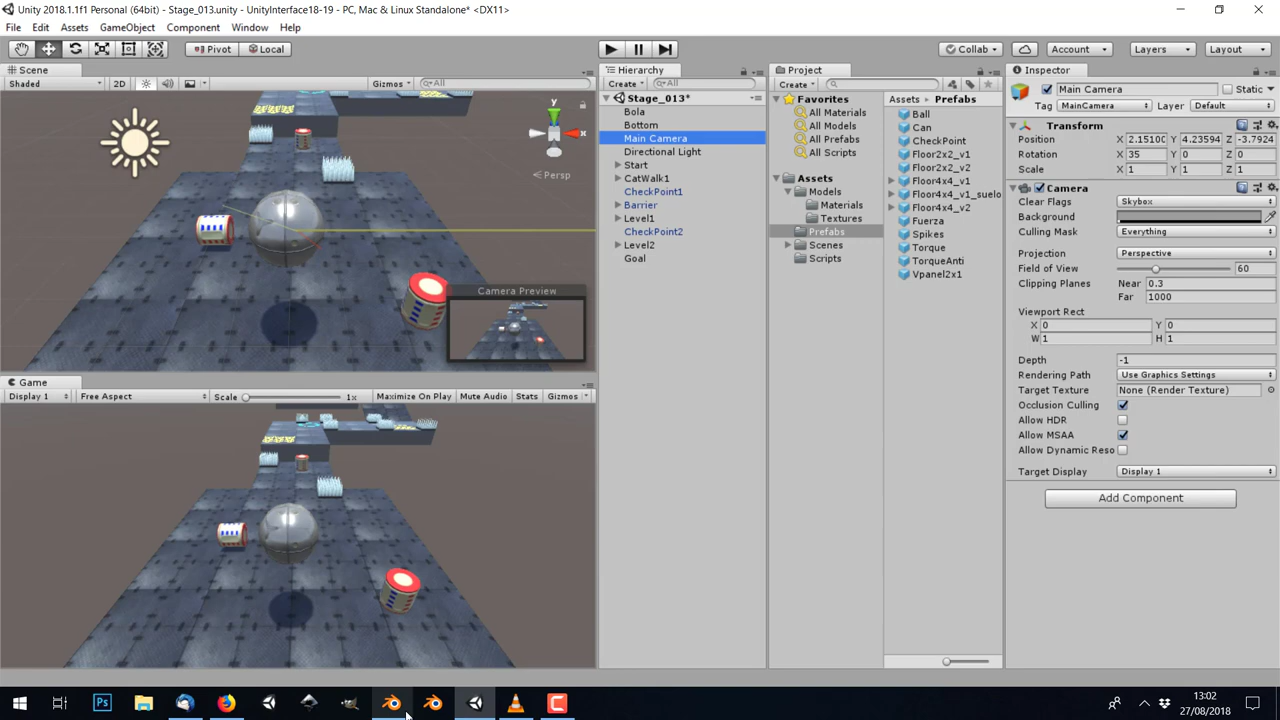 Unity 2018.1.1f1 Personal (64bit) - Stage_013.unity - UnityInterface18-19 - PC, Mac & Linux Standalone* <DX11>
File Edit Assets GameObject Component Window Help
Pivot Local Collab Account Layers Layout
Scene
Shaded 2D Gizmos All
y
x
Persp
Camera Preview
Game
Display 1 Free Aspect Scale 1x Maximize On Play Mute Audio Stats Gizmos
Hierarchy
Create All
Stage_013*
Bola
Bottom
Main Camera
Directional Light
Start
CatWalk1
CheckPoint1
Barrier
Level1
CheckPoint2
Level2
Goal
Project
Create
Favorites
All Materials
All Models
All Prefabs
All Scripts
Assets
Models
Materials
Textures
Prefabs
Scenes
Scripts
Assets Prefabs
Ball
Can
CheckPoint
Floor2x2_v1
Floor2x2_v2
Floor4x4_v1
Floor4x4_v1_suelo
Floor4x4_v2
Fuerza
Spikes
Torque
TorqueAnti
Vpanel2x1
Inspector
Main Camera Static
Tag MainCamera Layer Default
Transform
Position X 2.15100 Y 4.23594 Z -3.7924
Rotation X 35 Y 0 Z 0
Scale X 1 Y 1 Z 1
Camera
Clear Flags Skybox
Background
Culling Mask Everything
Projection Perspective
Field of View 60
Clipping Planes Near 0.3
Far 1000
Viewport Rect
X 0 Y 0
W 1 H 1
Depth -1
Rendering Path Use Graphics Settings
Target Texture None (Render Texture)
Occlusion Culling
Allow HDR
Allow MSAA
Allow Dynamic Reso
Target Display Display 1
Add Component
Ps
13:02
27/08/2018